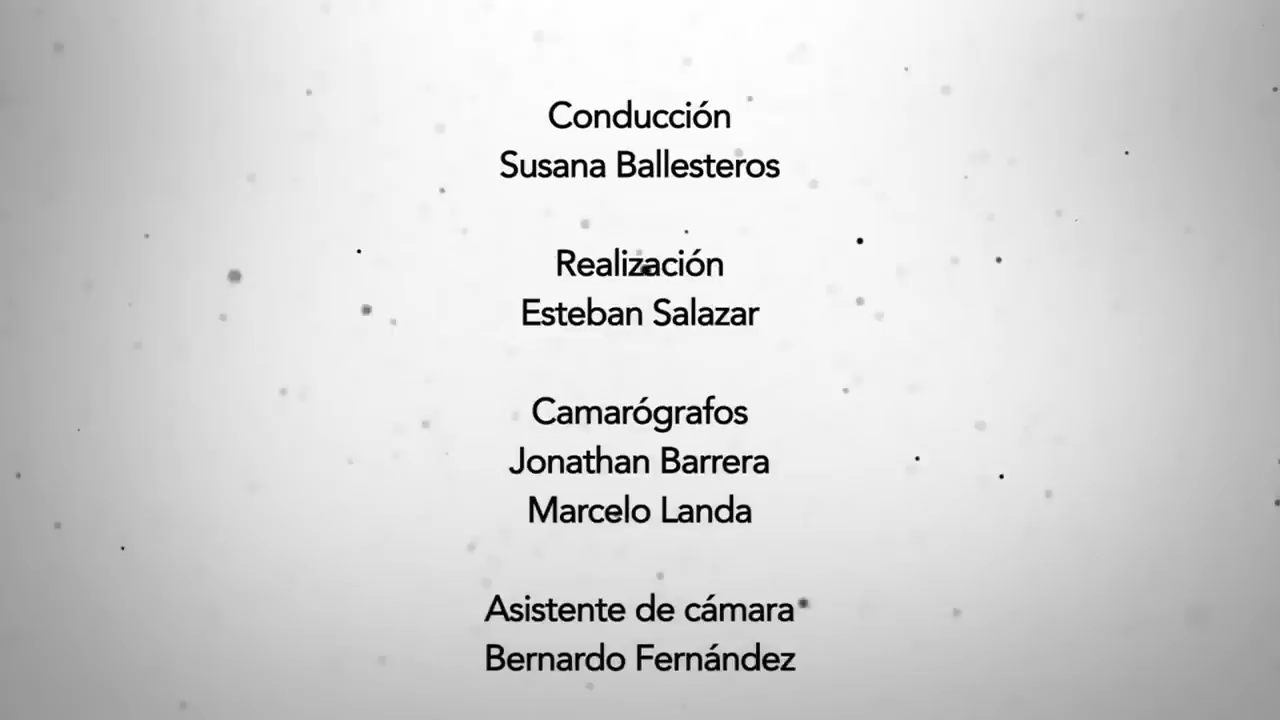 Conducción
Susana Ballesteros
Realización
Esteban Salazar
Camarógrafos
Jonathan Barrera
Marcelo Landa
Asistente de cámara
Bernardo Fernández